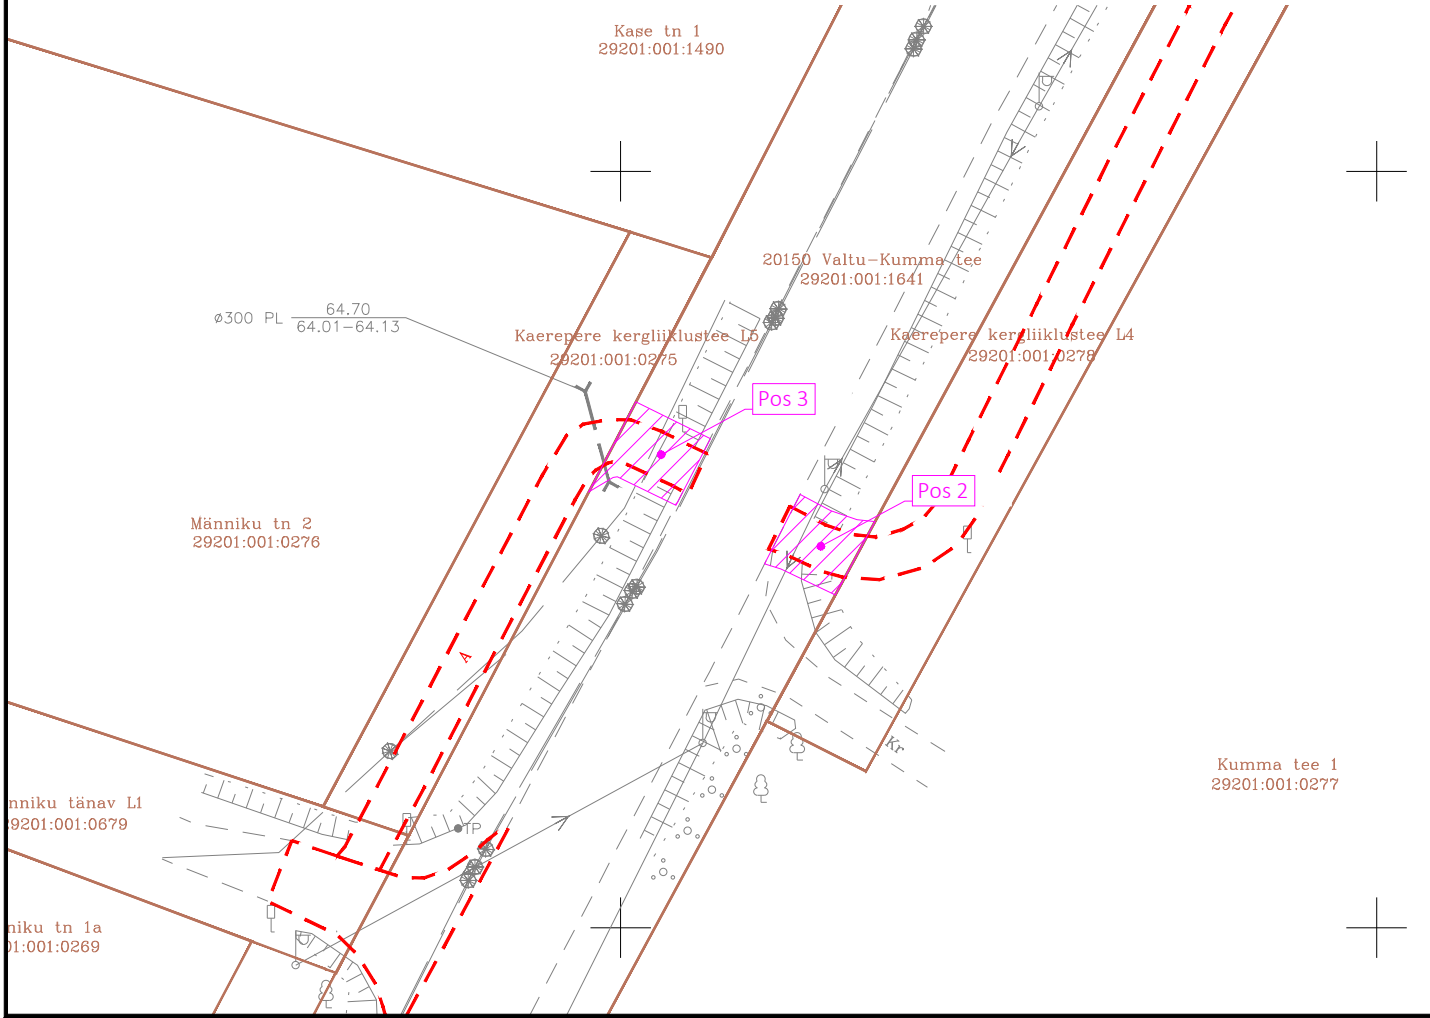 Kase tn 1
29201:001:1490
20150 Valtu-Kumma tee
29201:001:1641
ø300 PL
64.70
64.01-64.13
Kaerepere kergliiklustee L5
29201:001:0275
Kaerepere kergliiklustee L4
29201:001:0278
Pos 3
Pos 2
Männiku tn 2
29201:001:0276
A
Kr
Kumma tee 1
29201:001:0277
nniku tänav L1
29201:001:0679
TP
niku tn 1a
01:001:0269